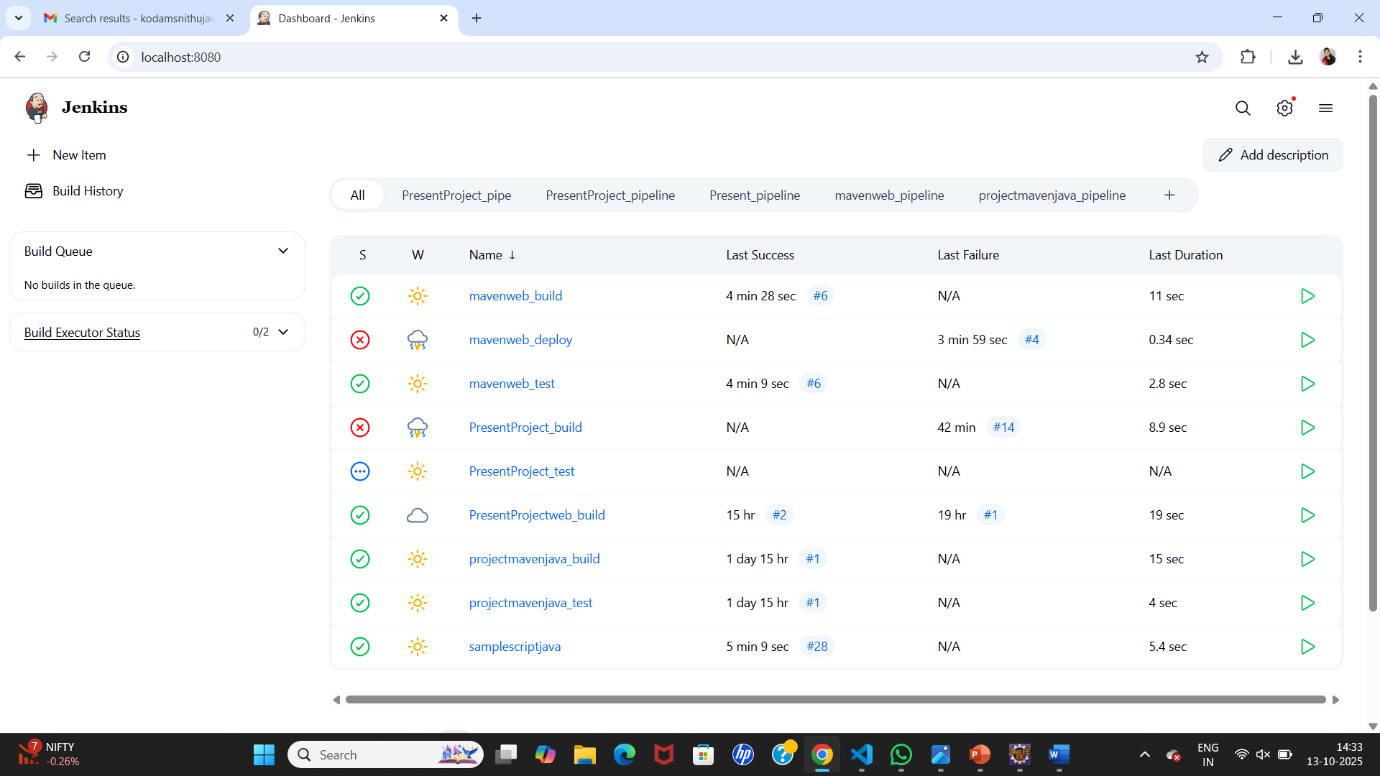 Search results - kodamsnithuja
Dashboard - Jenkins
localhost:8080
Jenkins
New Item
Build History
Add description
All PresentProject_pipe PresentProject_pipeline Present_pipeline mavenweb_pipeline projectmavenjava_pipeline
Build Queue
No builds in the queue.
Build Executor Status 0/2
S W Name ↓ Last Success Last Failure Last Duration
mavenweb_build 4 min 28 sec #6 N/A 11 sec
mavenweb_deploy N/A 3 min 59 sec #4 0.34 sec
mavenweb_test 4 min 9 sec #6 N/A 2.8 sec
PresentProject_build N/A 42 min #14 8.9 sec
PresentProject_test N/A N/A N/A
PresentProjectweb_build 15 hr #2 19 hr #1 19 sec
projectmavenjava_build 1 day 15 hr #1 N/A 15 sec
projectmavenjava_test 1 day 15 hr #1 N/A 4 sec
samplescriptjava 5 min 9 sec #28 N/A 5.4 sec
7 NIFTY
-0.26%
Search
ENG
IN
14:33
13-10-2025